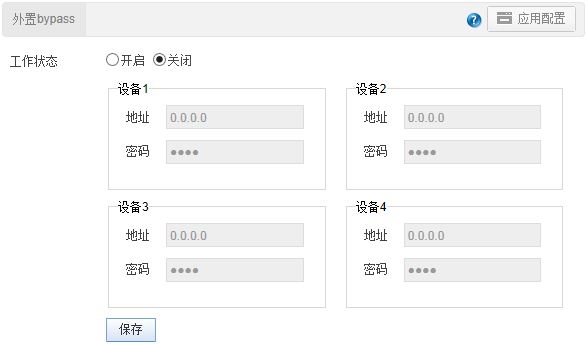 外置bypass
? 应用配置
工作状态 开启 关闭
设备1 设备2
地址 0.0.0.0 地址 0.0.0.0
密码 •••• 密码 ••••
设备3 设备4
地址 0.0.0.0 地址 0.0.0.0
密码 •••• 密码 ••••
保存